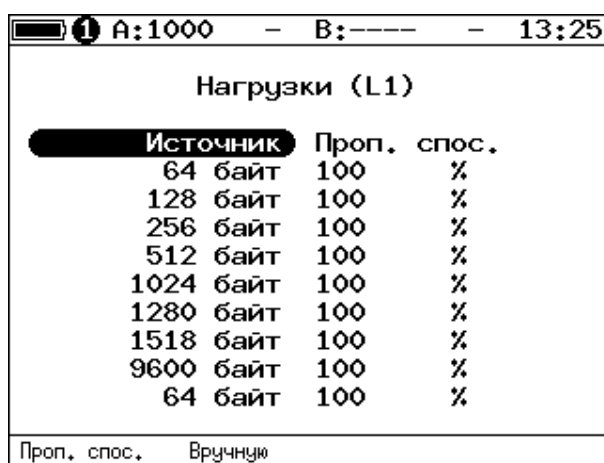 1 A:1000 – B:---- – 13:25
Нагрузки (L1)
Источник Проп. спос.
64 байт 100 %
128 байт 100 %
256 байт 100 %
512 байт 100 %
1024 байт 100 %
1280 байт 100 %
1518 байт 100 %
9600 байт 100 %
64 байт 100 %
Проп. спос. Вручную